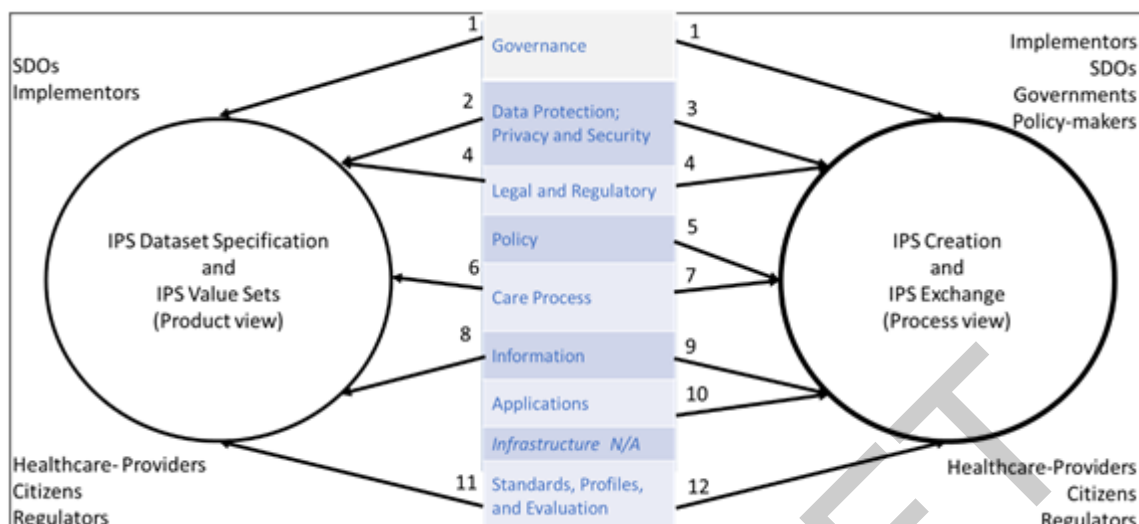 1
Governance
1
SDOs
Implementors
Implementors
SDOs
Governments
Policy-makers
2
Data Protection;
Privacy and Security
3
4
Legal and Regulatory
4
IPS Dataset Specification
and
IPS Value Sets
(Product view)
Policy
5
6
Care Process
7
IPS Creation
and
IPS Exchange
(Process view)
8
Information
9
Applications
10
Infrastructure N/A
11
Standards, Profiles,
and Evaluation
12
Healthcare- Providers
Citizens
Regulators
Healthcare-Providers
Citizens
Regulators